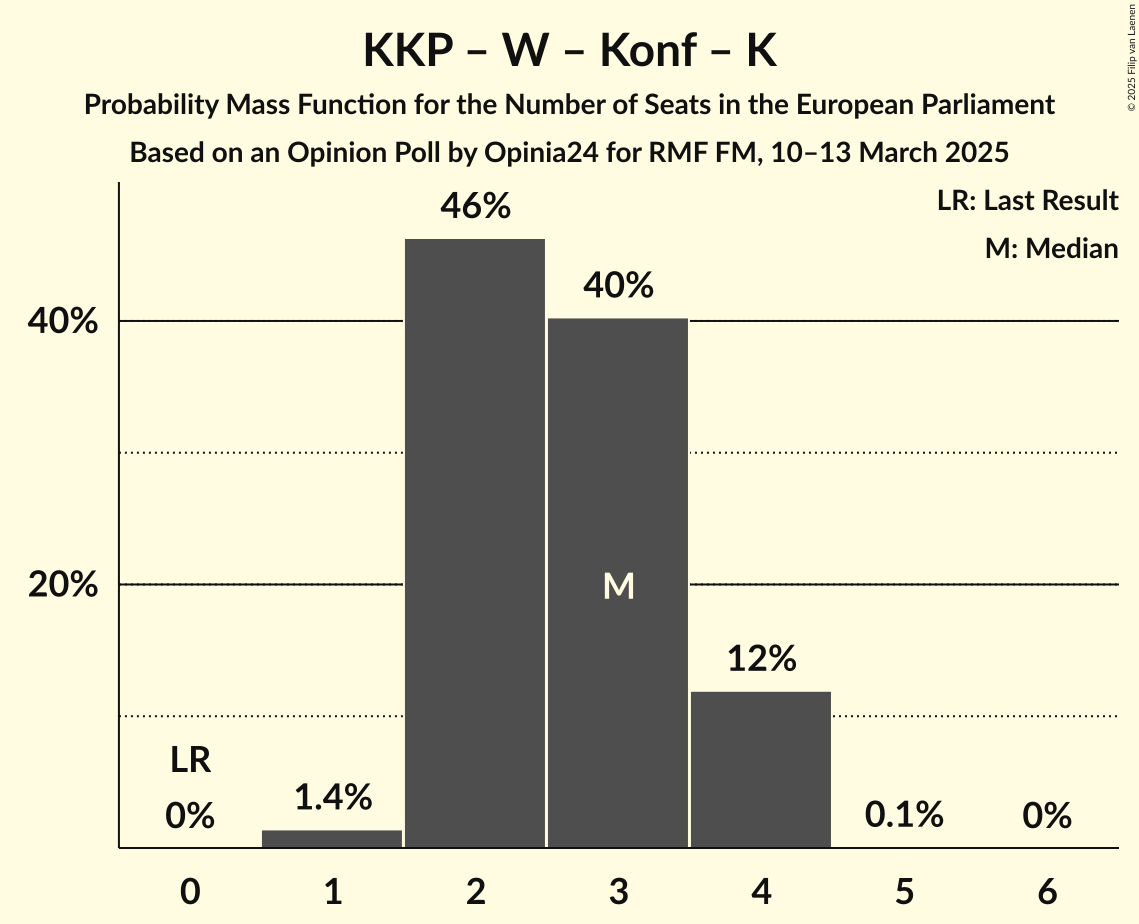 KKP – W – Konf – K
Probability Mass Function for the Number of Seats in the European Parliament
Based on an Opinion Poll by Opinia24 for RMF FM, 10–13 March 2025
© 2025 Filip van Laenen
LR: Last Result
M: Median
46%
40%
40%
20%
M
12%
LR
0%
1.4%
0.1%
0%
0 1 2 3 4 5 6